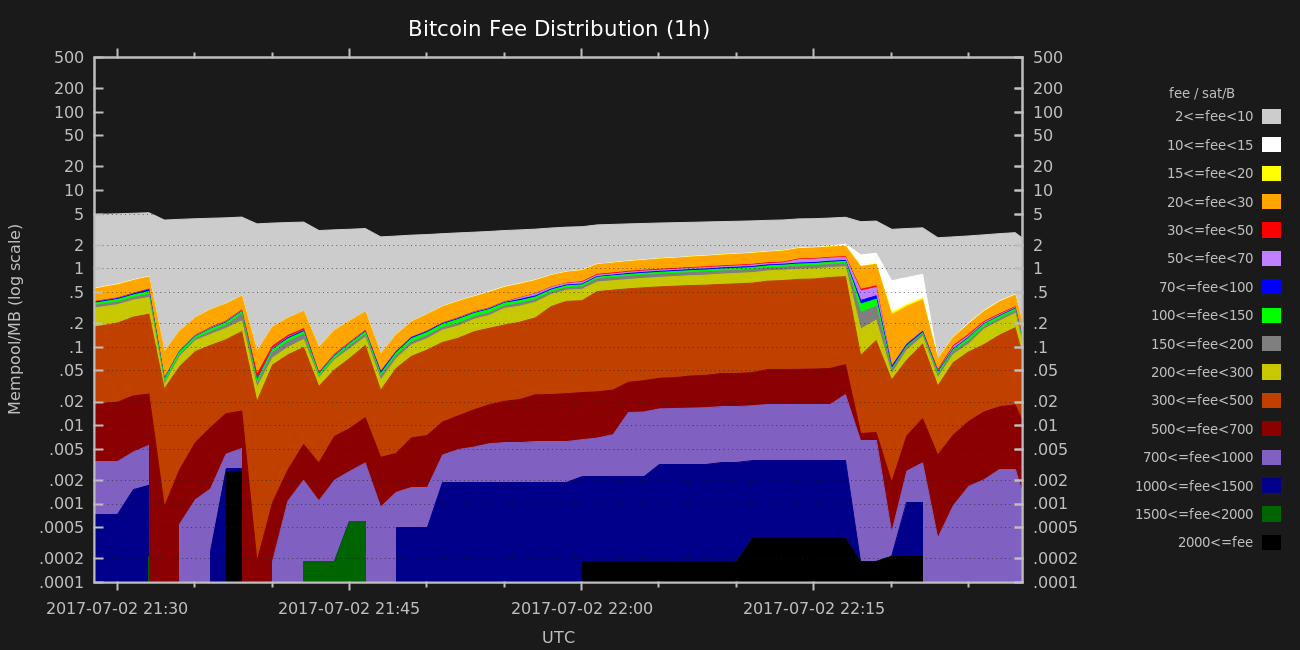 Bitcoin Fee Distribution (1h)
Mempool/MB (log scale)
500
200
100
50
20
10
5
2
1
.5
.2
.1
.05
.02
.01
.005
.002
.001
.0005
.0002
.0001
500
200
100
50
20
10
5
2
1
.5
.2
.1
.05
.02
.01
.005
.002
.001
.0005
.0002
.0001
2017-07-02 21:30
2017-07-02 21:45
2017-07-02 22:00
2017-07-02 22:15
UTC
fee / sat/B
2<=fee<10
10<=fee<15
15<=fee<20
20<=fee<30
30<=fee<50
50<=fee<70
70<=fee<100
100<=fee<150
150<=fee<200
200<=fee<300
300<=fee<500
500<=fee<700
700<=fee<1000
1000<=fee<1500
1500<=fee<2000
2000<=fee